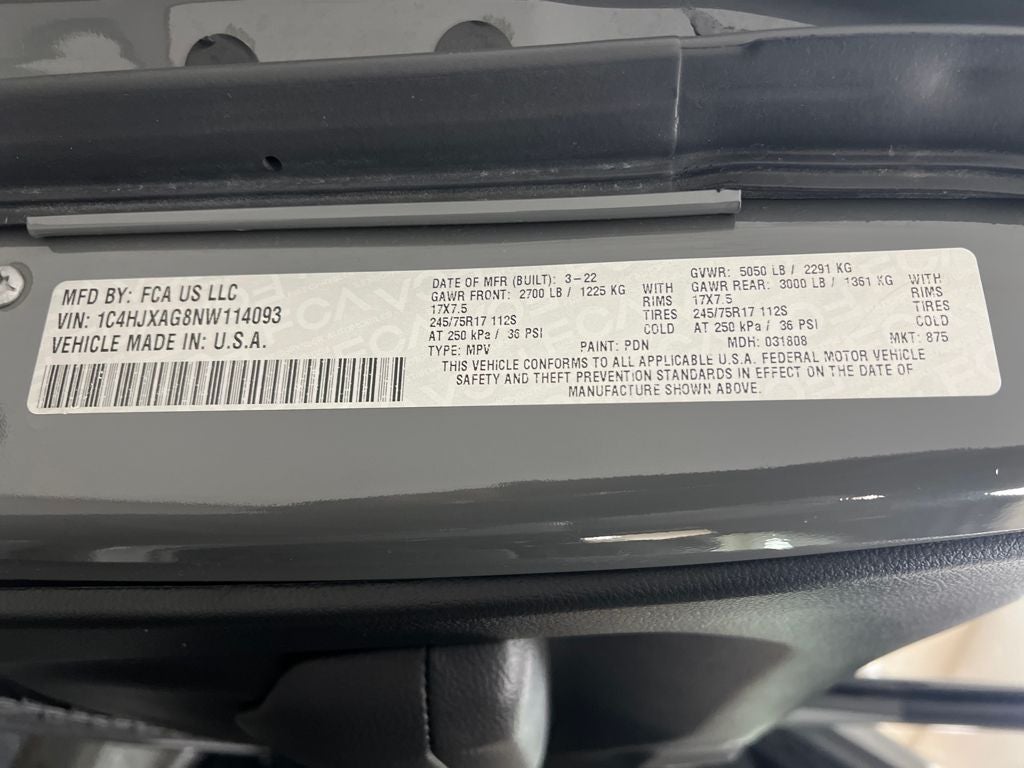 MFD BY: FCA US LLC
VIN: 1C4HJXAG8NW114093
VEHICLE MADE IN: U.S.A.
DATE OF MFR (BUILT): 3-22
GAWR FRONT: 2700 LB / 1225 KG WITH
17X7.5 RIMS
245/75R17 112S TIRES
AT 250 kPa / 36 PSI COLD
TYPE: MPV PAINT: PDN MDH: 031808 MKT: 875
GVWR: 5050 LB / 2291 KG
GAWR REAR: 3000 LB / 1361 KG WITH
17X7.5 RIMS
245/75R17 112S TIRES
AT 250 kPa / 36 PSI COLD
THIS VEHICLE CONFORMS TO ALL APPLICABLE U.S.A. FEDERAL MOTOR VEHICLE
SAFETY AND THEFT PREVENTION STANDARDS IN EFFECT ON THE DATE OF
MANUFACTURE SHOWN ABOVE.